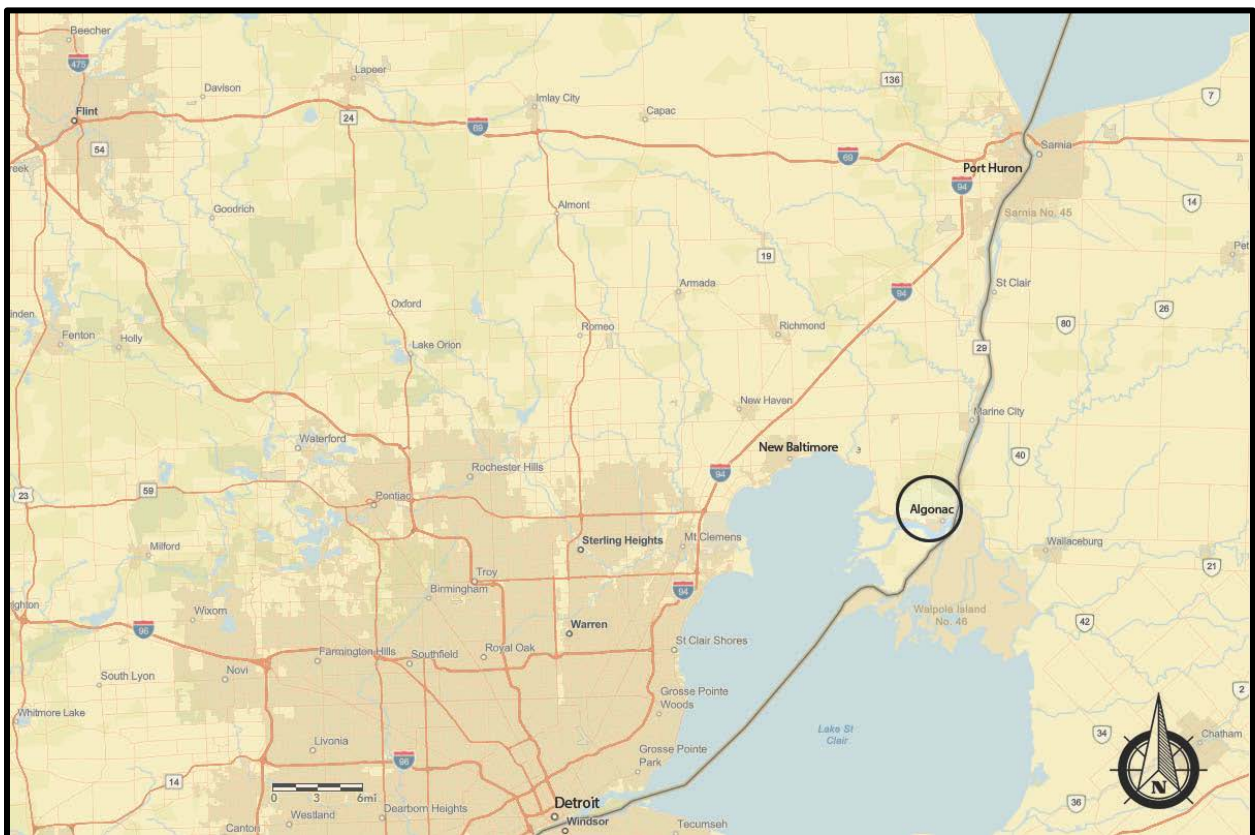 Beecher
475
Davison
Lapeer
Flint
24
54
Imlay City
69
Capac
136
7
Sarnia
69
Port Huron
94
14
Sarnia No. 45
Goodrich
Almont
19
St Clair
94
26
80
Armada
Oxford
Richmond
Romeo
Fenton
Holly
Lake Orion
29
New Haven
Marine City
Waterford
New Baltimore
3
40
Rochester Hills
94
59
23
Pontiac
Algonac
Sterling Heights
Mt Clemens
Wallaceburg
Milford
21
Troy
Birmingham
94
Wixom
Walpole Island
No. 46
42
96
Warren
St Clair Shores
Farmington Hills
Southfield
Royal Oak
Novi
South Lyon
2
Grosse Pointe
Woods
Whitmore Lake
Lake St
Clair
34
Chatham
Livonia
Grosse Pointe
Park
96
14
0 3 6mi
N
Detroit
Dearborn Heights
Westland
36
Windsor
Canton
Tecumseh